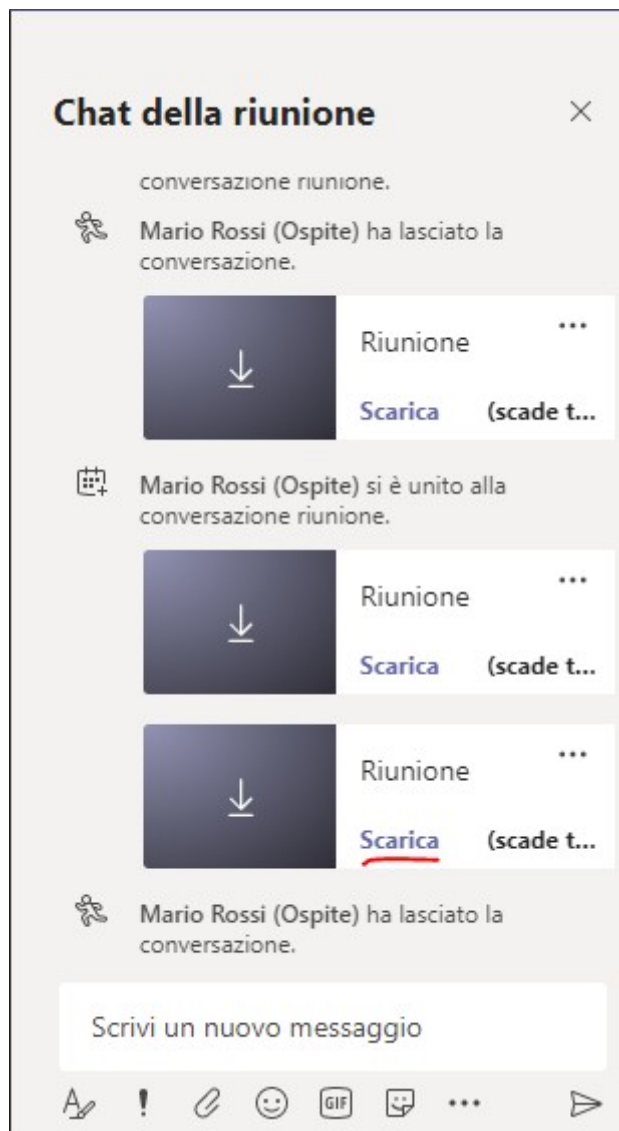 Chat della riunione
conversazione riunione.
Mario Rossi (Ospite) ha lasciato la
conversazione.
Riunione
Scarica (scade t...
Mario Rossi (Ospite) si è unito alla
conversazione riunione.
Riunione
Scarica (scade t...
Riunione
Scarica (scade t...
Mario Rossi (Ospite) ha lasciato la
conversazione.
Scrivi un nuovo messaggio
GIF